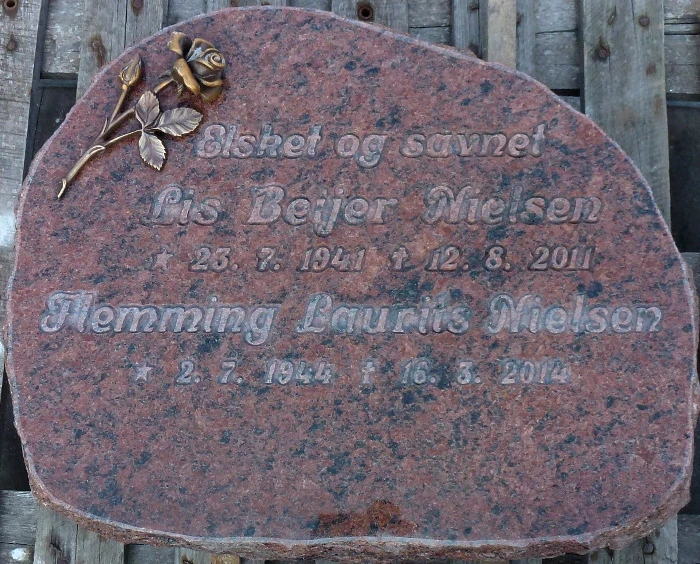 Elsket og savnet
Lis Beijer Nielsen
* 23. 7. 1941 † 12. 8. 2011
Flemming Laurits Nielsen
* 2. 7. 1944 † 16. 3. 2014